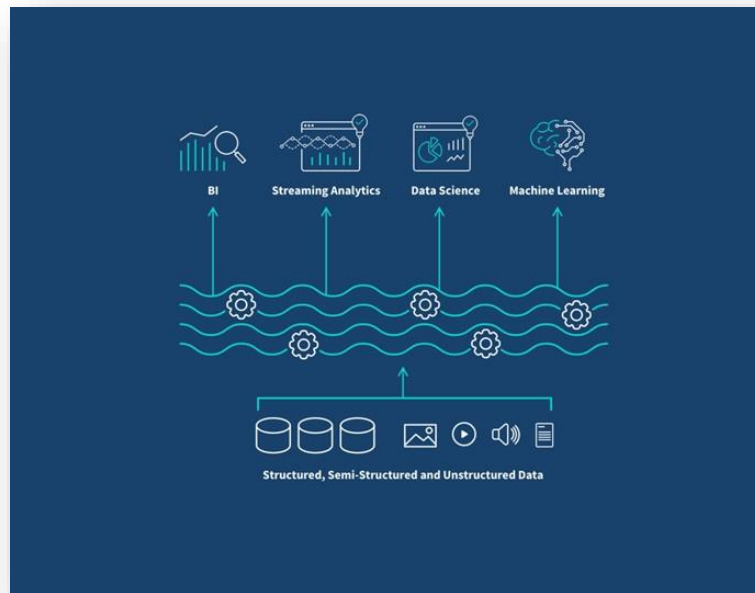 BI
Streaming Analytics
Data Science
Machine Learning
Structured, Semi-Structured and Unstructured Data